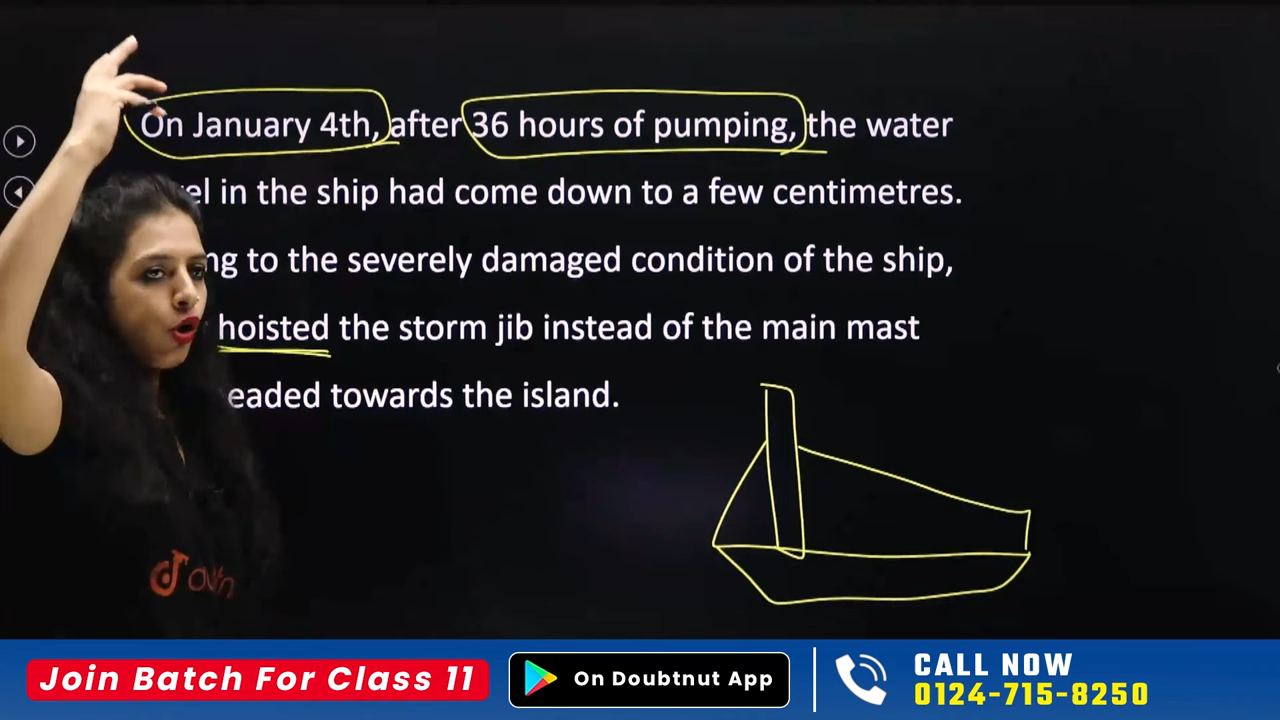 On January 4th, after 36 hours of pumping, the water
el in the ship had come down to a few centimetres.
ng to the severely damaged condition of the ship,
hoisted the storm jib instead of the main mast
eaded towards the island.
Join Batch For Class 11
On Doubtnut App
CALL NOW
0124-715-8250